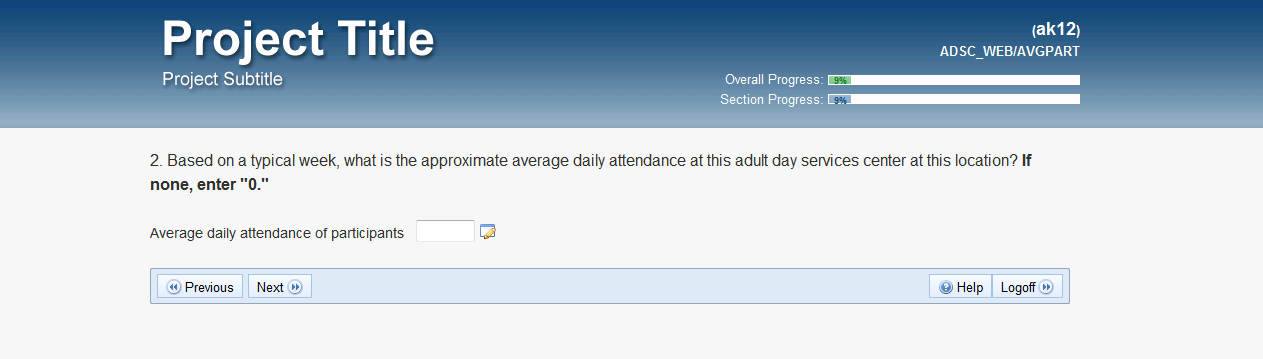 Project Title
Project Subtitle
(ak12)
ADSC_WEB/AVGPART
Overall Progress: 9%
Section Progress: 9%
2. Based on a typical week, what is the approximate average daily attendance at this adult day services center at this location? If
none, enter "0."
Average daily attendance of participants
Previous Next Help Logoff